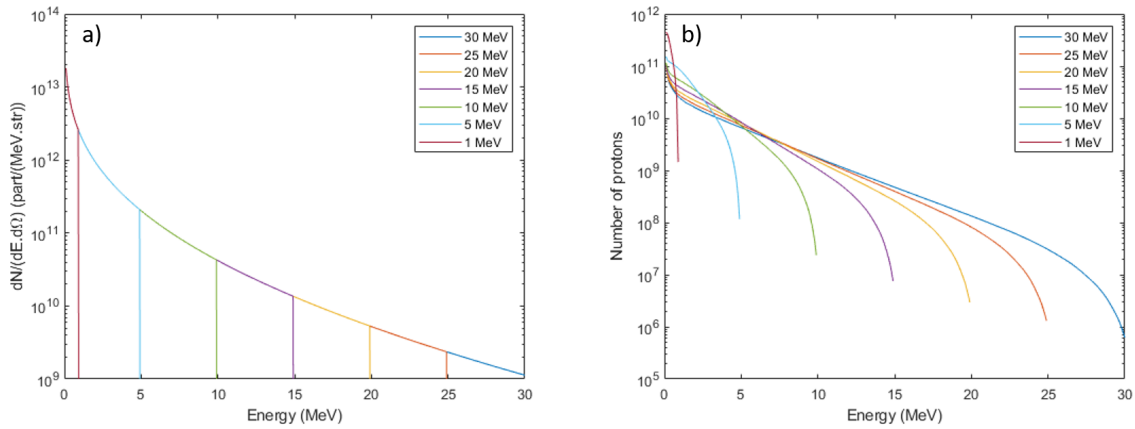 a)
10^14
10^13
10^12
10^11
10^10
10^9
dN/(dE.dΩ) (part/(MeV.str))
30 MeV
25 MeV
20 MeV
15 MeV
10 MeV
5 MeV
1 MeV
0 5 10 15 20 25 30
Energy (MeV)
b)
10^12
10^11
10^10
10^9
10^8
10^7
10^6
10^5
Number of protons
30 MeV
25 MeV
20 MeV
15 MeV
10 MeV
5 MeV
1 MeV
0 5 10 15 20 25 30
Energy (MeV)